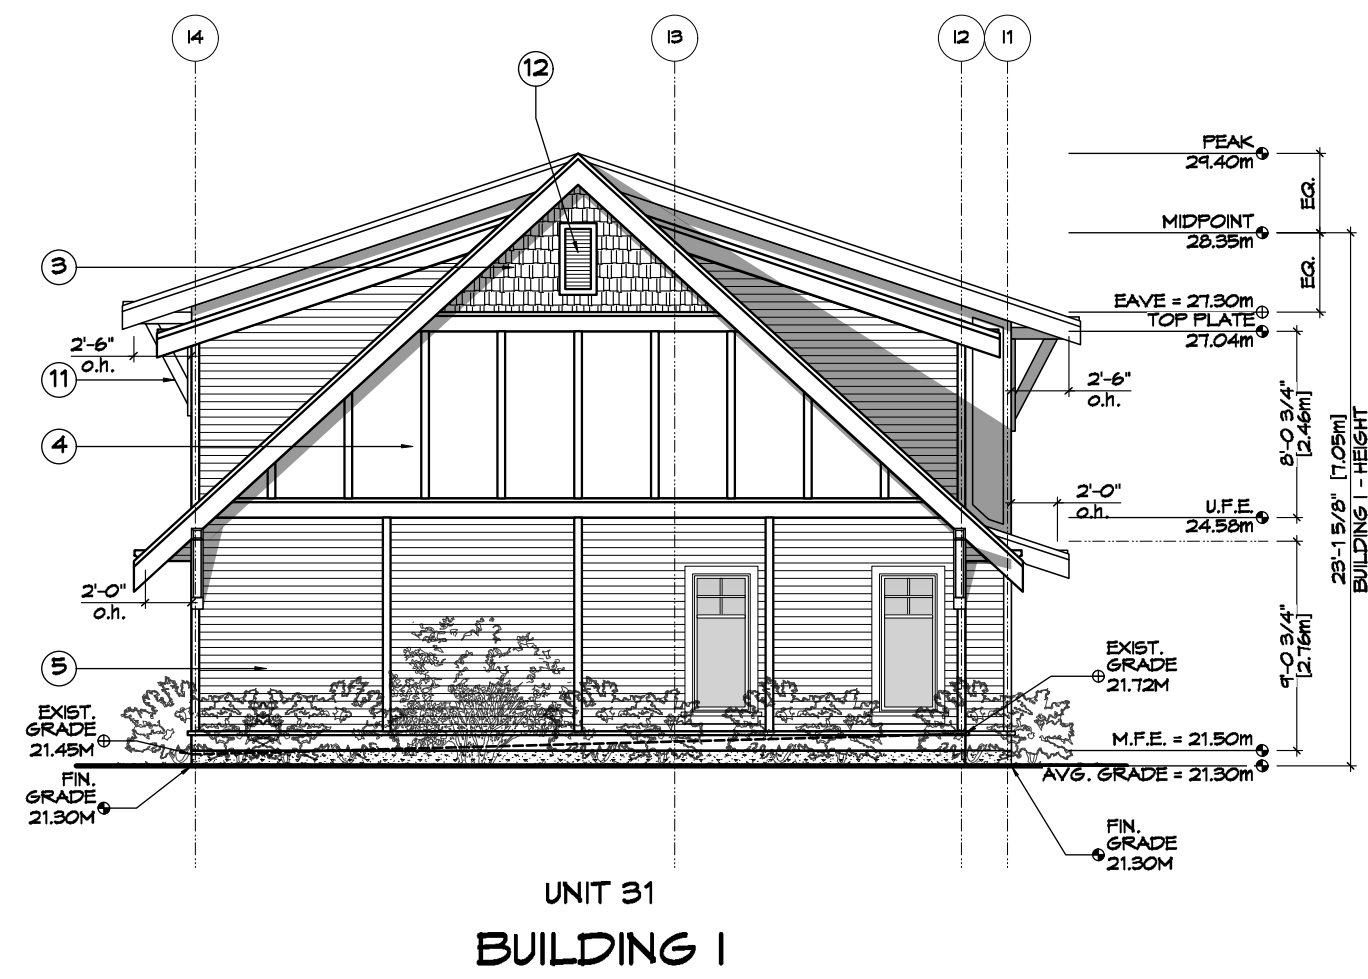 14
13
12
11
12
PEAK
29.40m
MIDPOINT
28.35m
EQ.
EQ.
EAVE = 27.30m
TOP PLATE
27.04m
3
2'-6"
o.h.
11
2'-6"
o.h.
4
8'-0 3/4"
[2.46m]
23'-1 5/8" [7.05m]
BUILDING 1 - HEIGHT
2'-0"
o.h.
U.F.E.
24.58m
2'-0"
o.h.
9'-0 3/4"
[2.76m]
5
EXIST.
GRADE
21.72M
EXIST.
GRADE
21.45M
M.F.E. = 21.50m
AVG. GRADE = 21.30m
FIN.
GRADE
21.30M
FIN.
GRADE
21.30M
UNIT 31
BUILDING 1